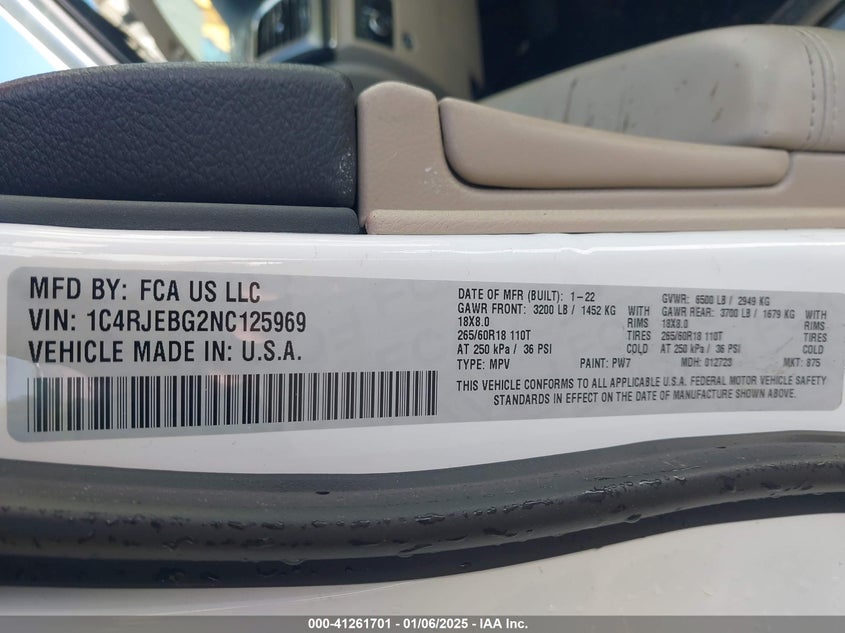 MFD BY: FCA US LLC
VIN: 1C4RJEBG2NC125969
VEHICLE MADE IN: U.S.A.
DATE OF MFR (BUILT): 1-22 GVWR: 6500 LB / 2949 KG
GAWR FRONT: 3200 LB / 1452 KG WITH GAWR REAR: 3700 LB / 1679 KG WITH
18X8.0 RIMS 18X8.0 RIMS
265/60R18 110T TIRES 265/60R18 110T TIRES
AT 250 kPa / 36 PSI COLD AT 250 kPa / 36 PSI COLD
TYPE: MPV PAINT: PW7 MDH: 012723 MKT: 875
THIS VEHICLE CONFORMS TO ALL APPLICABLE U.S.A. FEDERAL MOTOR VEHICLE SAFETY
STANDARDS IN EFFECT ON THE DATE OF MANUFACTURE SHOWN ABOVE.
000-41261701 - 01/06/2025 - IAA Inc.